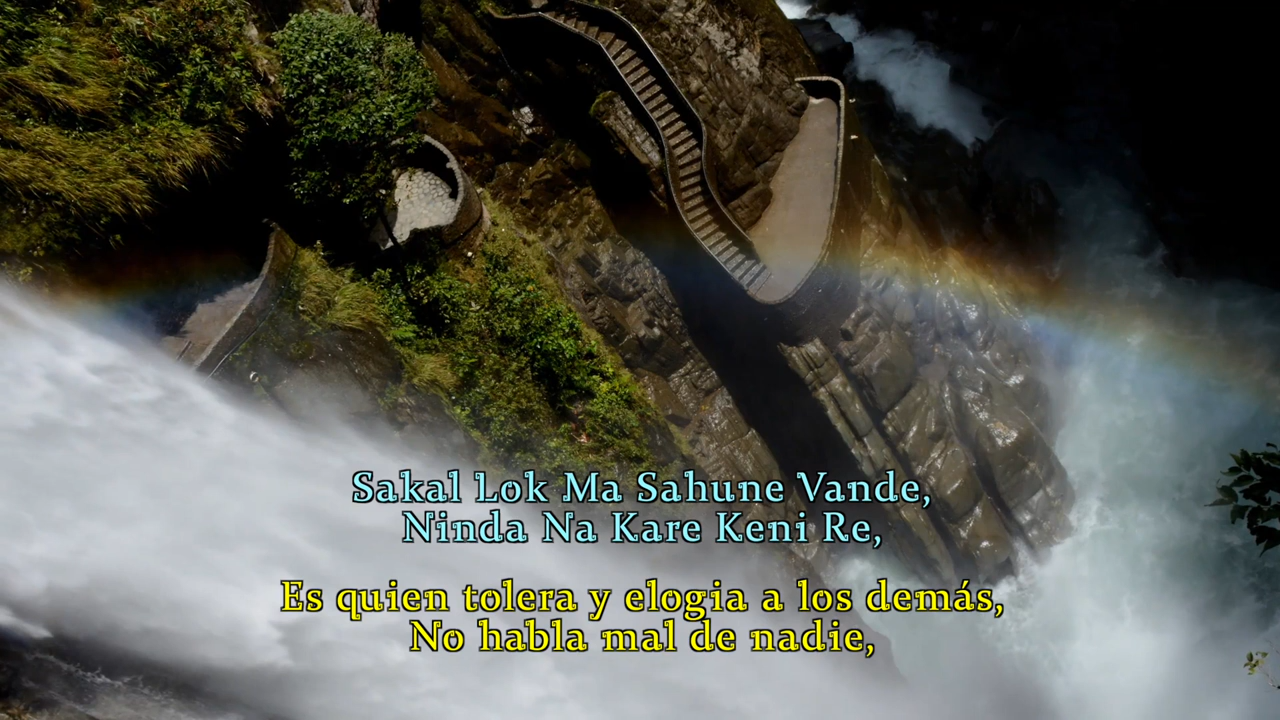 Sakal Lok Ma Sahune Vande,
Ninda Na Kare Keni Re,
Es quien tolera y elogia a los demás,
No habla mal de nadie,